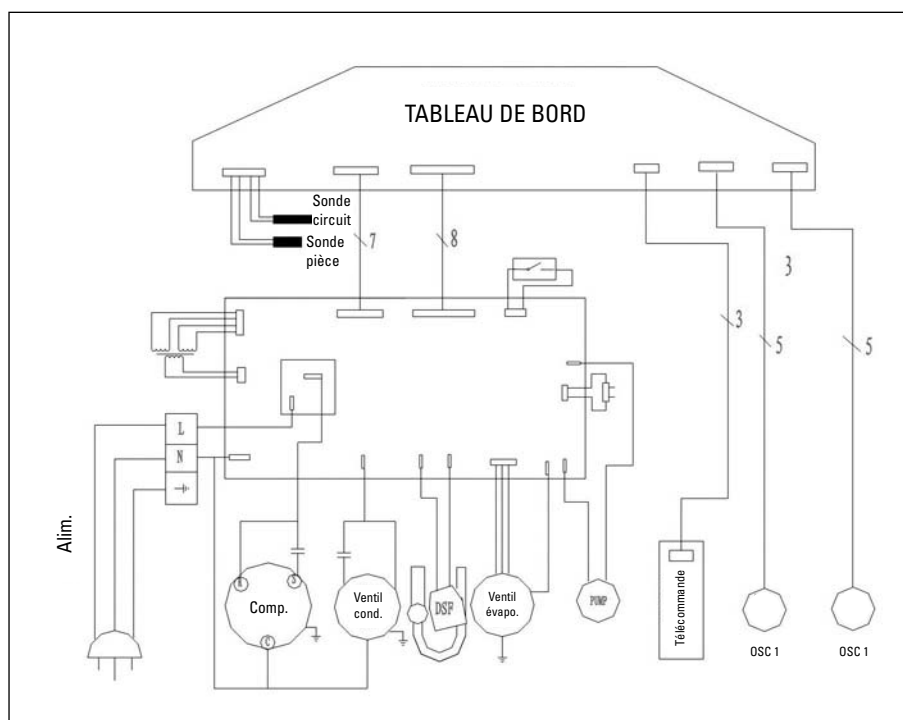 TABLEAU DE BORD
Sonde
circuit
Sonde
pièce
7
8
3
3
5
5
L
N
Alim.
R
S
Comp.
C
Ventil
cond.
DSF
Ventil
évapo.
PUMP
Télécommande
OSC 1
OSC 1